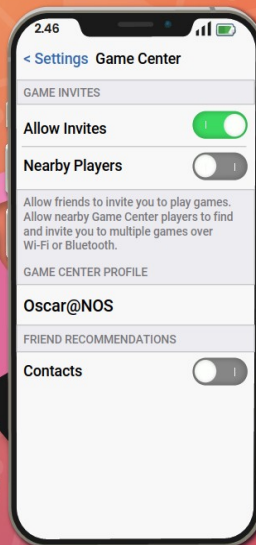 2.46
< Settings Game Center
GAME INVITES
Allow Invites
Nearby Players
Allow friends to invite you to play games.
Allow nearby Game Center players to find
and invite you to multiple games over
Wi-Fi or Bluetooth.
GAME CENTER PROFILE
Oscar@NOS
FRIEND RECOMMENDATIONS
Contacts